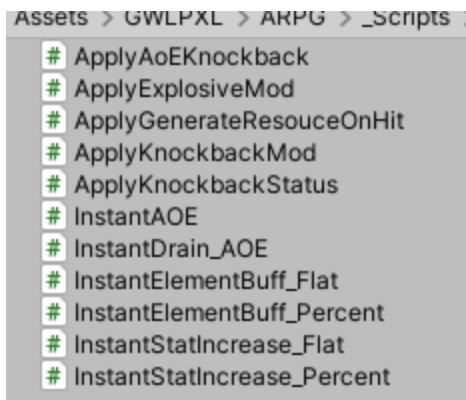 Assets > GWLPXL > ARPG > _Scripts
# ApplyAoEKnockback
# ApplyExplosiveMod
# ApplyGenerateResouceOnHit
# ApplyKnockbackMod
# ApplyKnockbackStatus
# InstantAOE
# InstantDrain_AOE
# InstantElementBuff_Flat
# InstantElementBuff_Percent
# InstantStatIncrease_Flat
# InstantStatIncrease_Percent